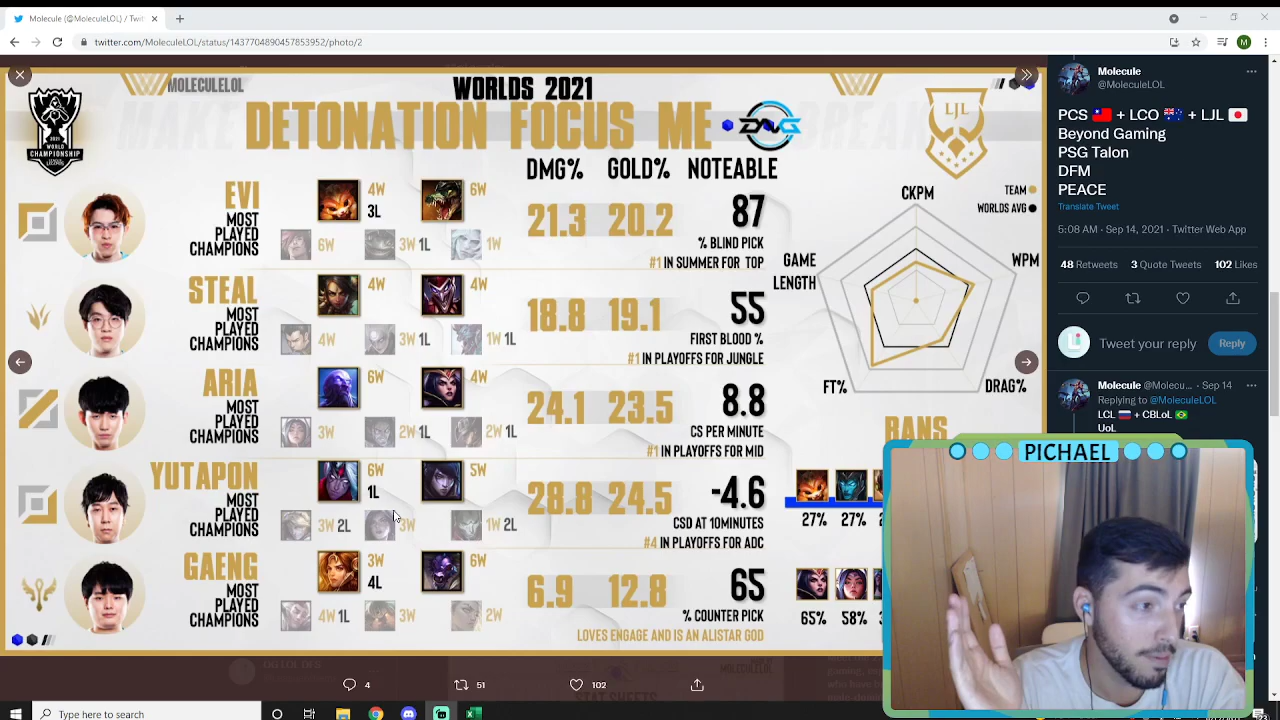 Molecule (@MoleculeLOL) / Twi
twitter.com/MoleculeLOL/status/1437704890457853952/photo/2
M
MOLECULELOL
WORLDS 2021
MAKE DETONATION FOCUS ME BREA
DMG% GOLD% NOTEABLE
WORLD CHAMPIONSHIP
LJL
EVI
MOST PLAYED CHAMPIONS
4W
3L
6W
6W
3W 1L
1W
21.3 20.2
87
% BLIND PICK
#1 IN SUMMER FOR TOP
STEAL
MOST PLAYED CHAMPIONS
4W
4W
4W
3W 1L
1W 1L
18.8 19.1
55
FIRST BLOOD %
#1 IN PLAYOFFS FOR JUNGLE
ARIA
MOST PLAYED CHAMPIONS
6W
4W
3W
2W 1L
2W 1L
24.1 23.5
8.8
CS PER MINUTE
#1 IN PLAYOFFS FOR MID
YUTAPON
MOST PLAYED CHAMPIONS
6W
1L
5W
3W 2L
3W
1W 2L
28.8 24.5
-4.6
CSD AT 10MINUTES
#4 IN PLAYOFFS FOR ADC
GAENG
MOST PLAYED CHAMPIONS
3W
4L
6W
4W 1L
3W
2W
6.9 12.8
65
% COUNTER PICK
LOVES ENGAGE AND IS AN ALISTAR GOD
CKPM
TEAM
WORLDS AVG
WPM
GAME LENGTH
FT%
DRAG%
BANS
27% 27%
65% 58%
PICHAEL
Molecule
@MoleculeLOL
PCS + LCO + LJL
Beyond Gaming
PSG Talon
DFM
PEACE
Translate Tweet
5:08 AM · Sep 14, 2021 · Twitter Web App
48 Retweets 3 Quote Tweets 102 Likes
Tweet your reply
Reply
Molecule @Molecu... · Sep 14
Replying to @MoleculeLOL
LCL + CBLoL
UoL
4 51 102
Type here to search